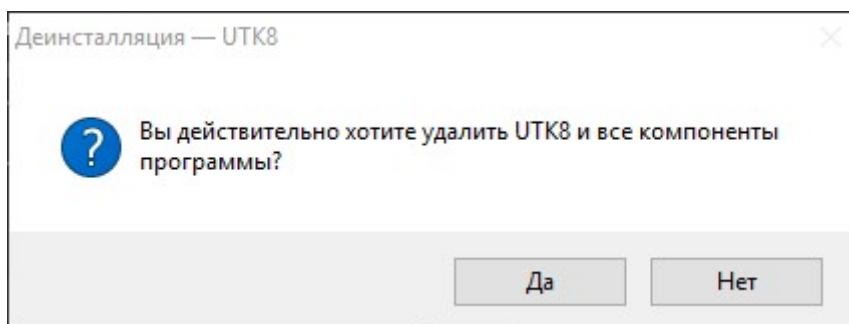 Деинсталляция — UTK8
Вы действительно хотите удалить UTK8 и все компоненты
программы?
Да
Нет